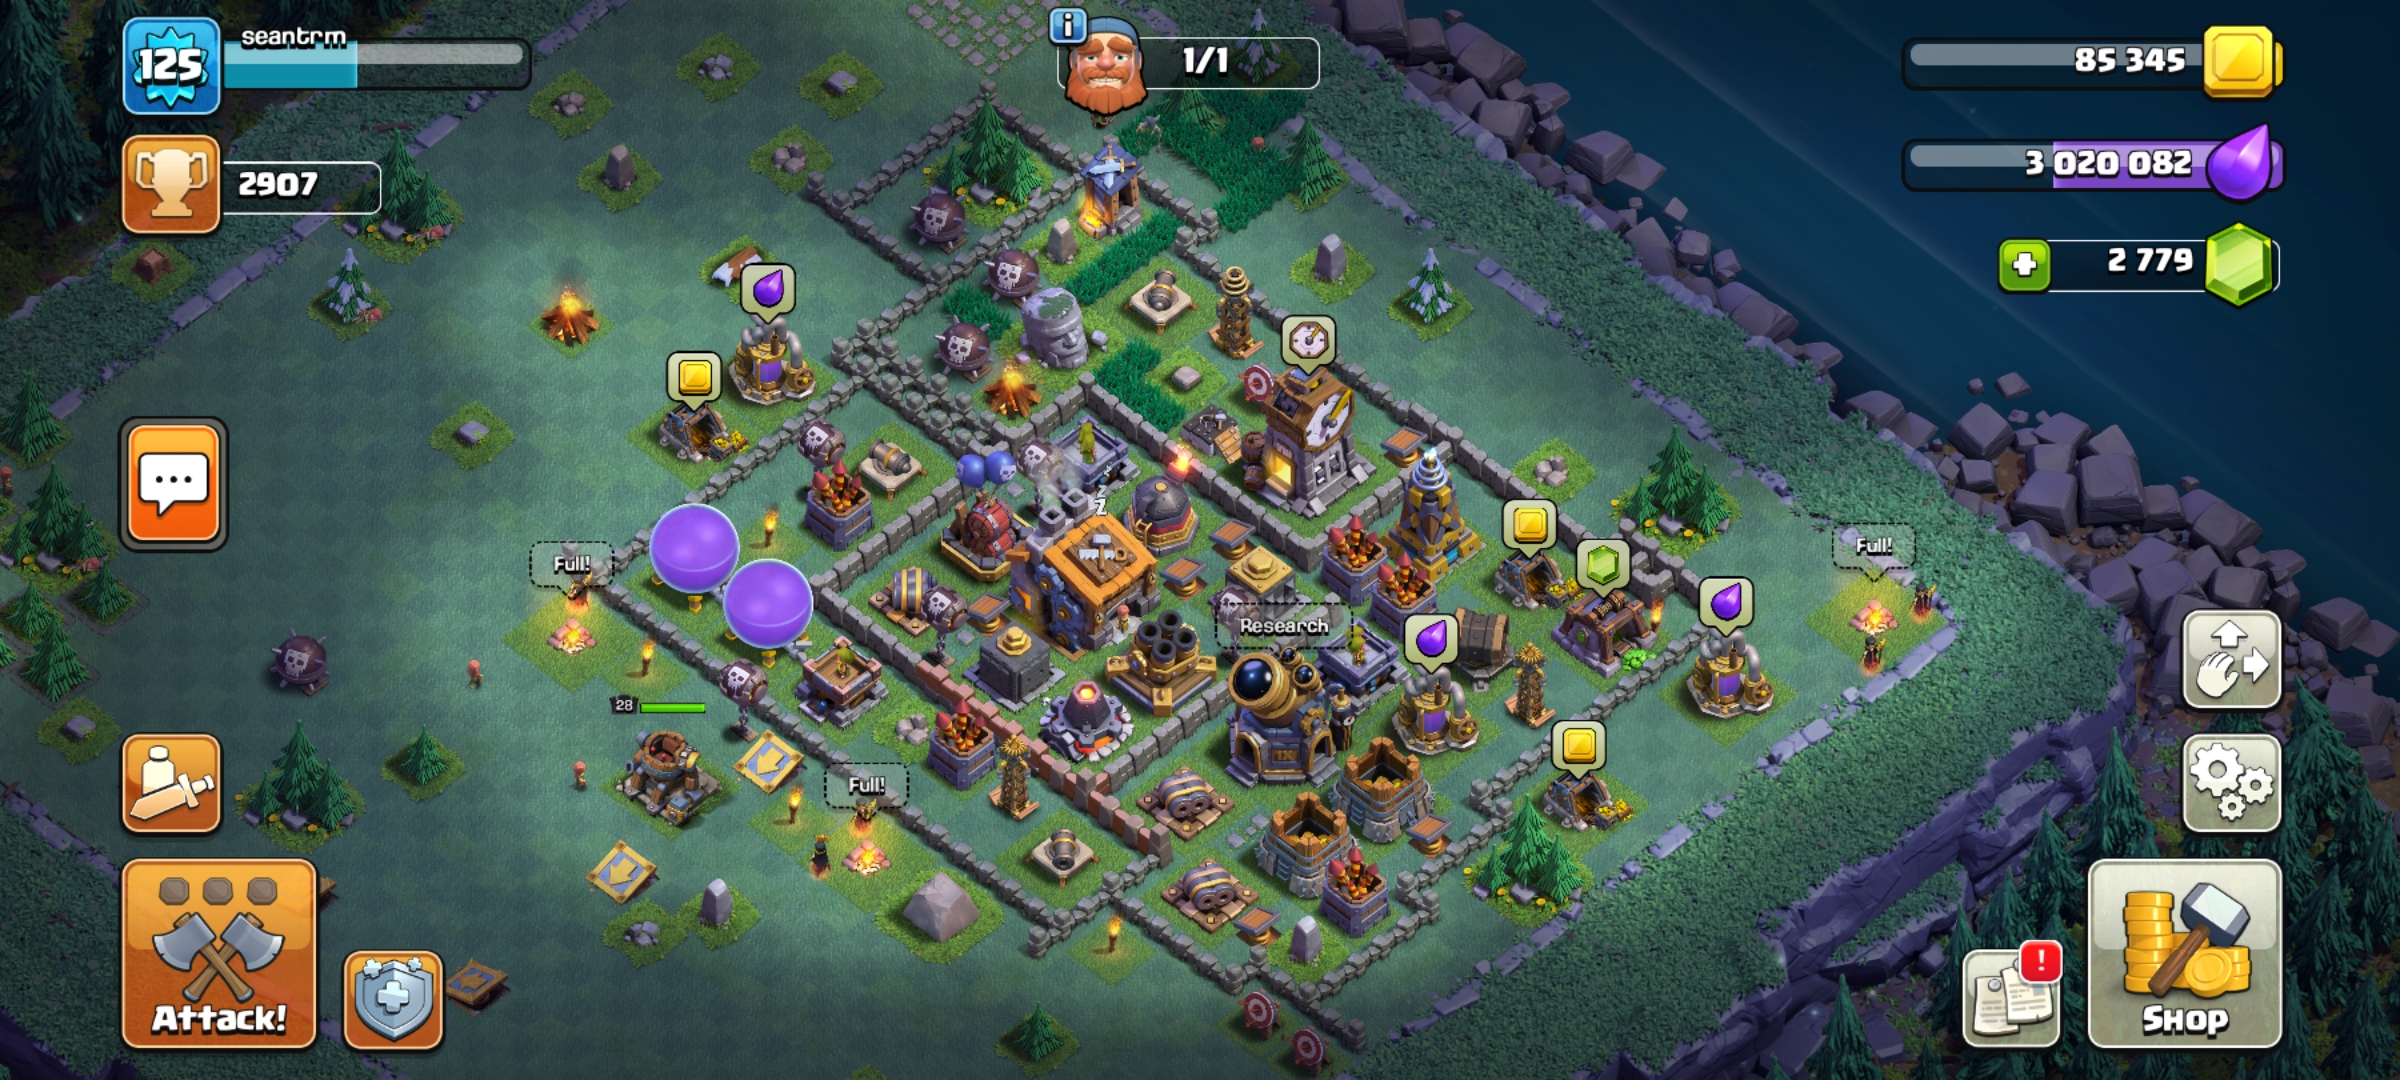 125
seantrm
1/1
85 345
2907
3 020 082
2 779
Full!
Full!
Research
28
Full!
Attack!
!
Shop